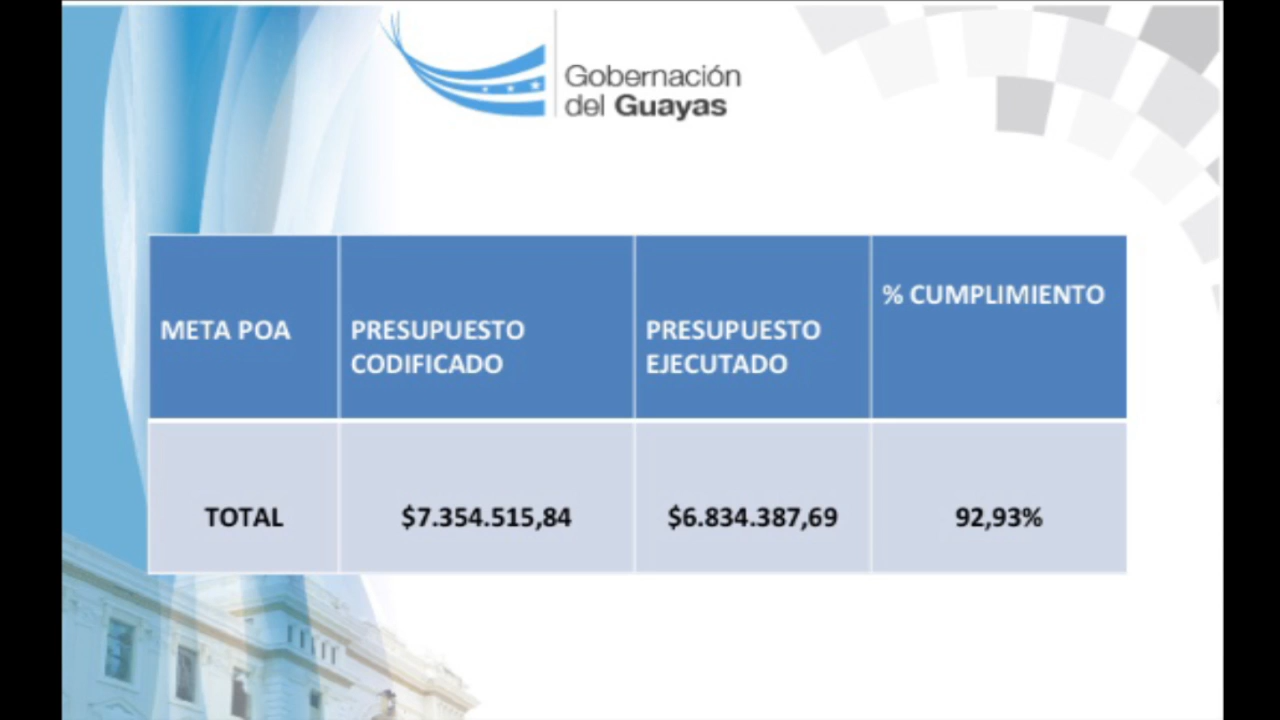 Gobernación
del Guayas
META POA
PRESUPUESTO
CODIFICADO
PRESUPUESTO
EJECUTADO
% CUMPLIMIENTO
TOTAL
$7.354.515,84
$6.834.387,69
92,93%